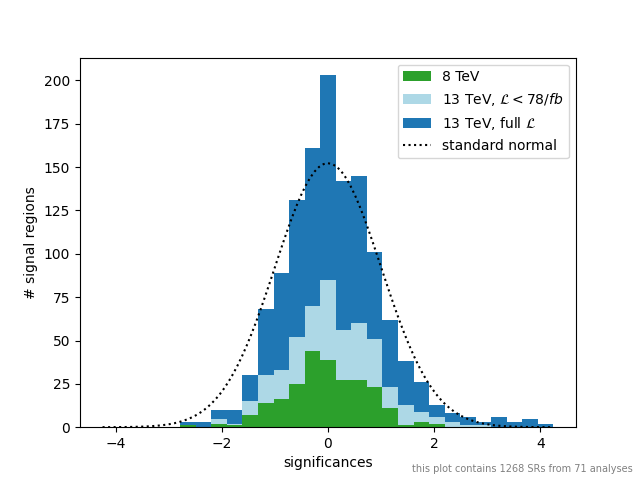 200
175
150
125
100
75
50
25
0
# signal regions
8 TeV
13 TeV, ℒ < 78/fb
13 TeV, full ℒ
standard normal
−4 −2 0 2 4
significances
this plot contains 1268 SRs from 71 analyses